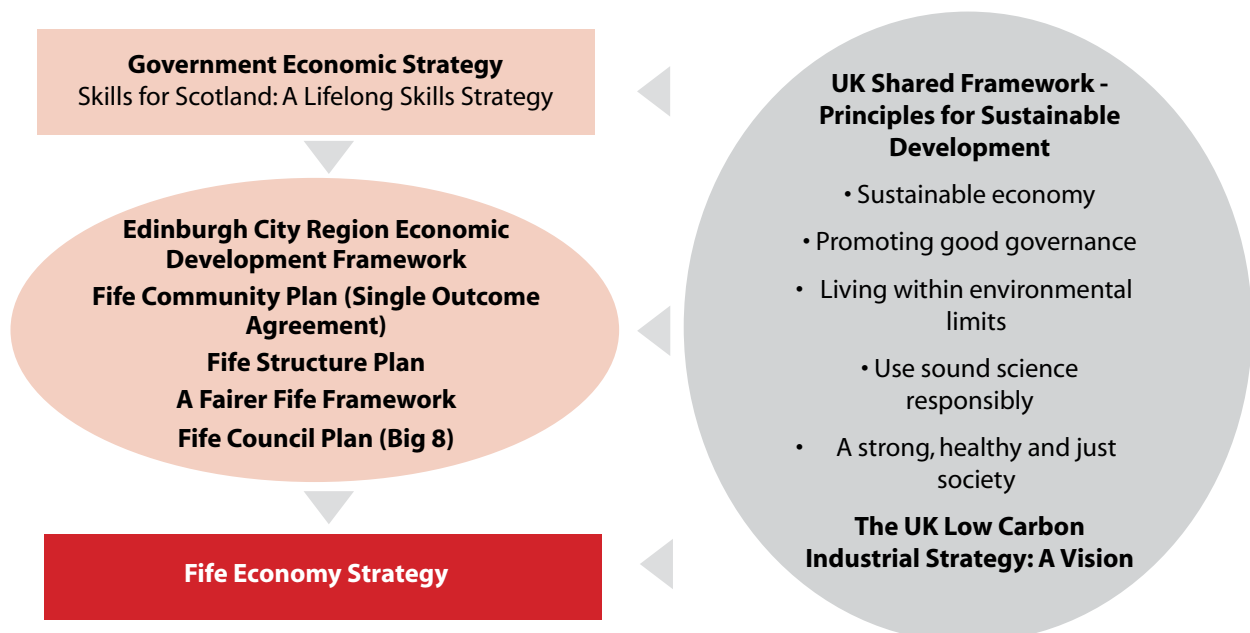 Government Economic Strategy
Skills for Scotland: A Lifelong Skills Strategy
Edinburgh City Region Economic
Development Framework
Fife Community Plan (Single Outcome
Agreement)
Fife Structure Plan
A Fairer Fife Framework
Fife Council Plan (Big 8)
Fife Economy Strategy
UK Shared Framework -
Principles for Sustainable
Development
• Sustainable economy
• Promoting good governance
• Living within environmental
limits
• Use sound science
responsibly
• A strong, healthy and just
society
The UK Low Carbon
Industrial Strategy: A Vision